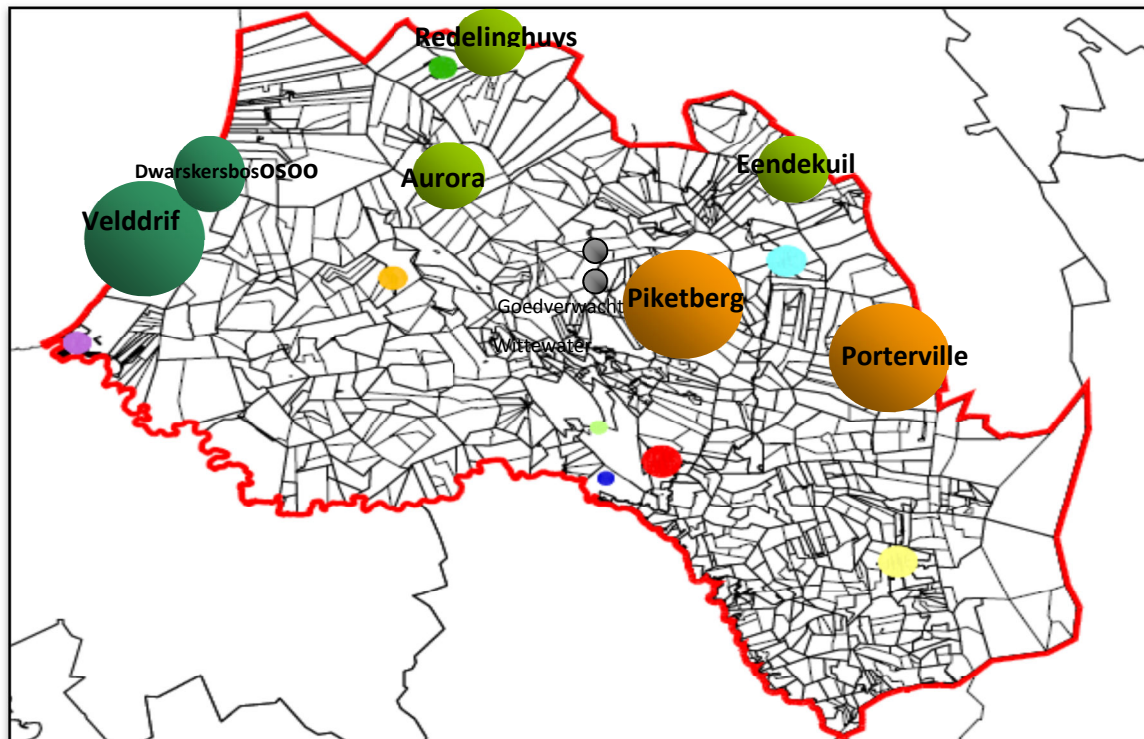 Redelinghuys
DwarskersbosOSOO
Aurora
Eendekuil
Velddrif
Goedverwacht
Piketberg
Wittewater
Porterville